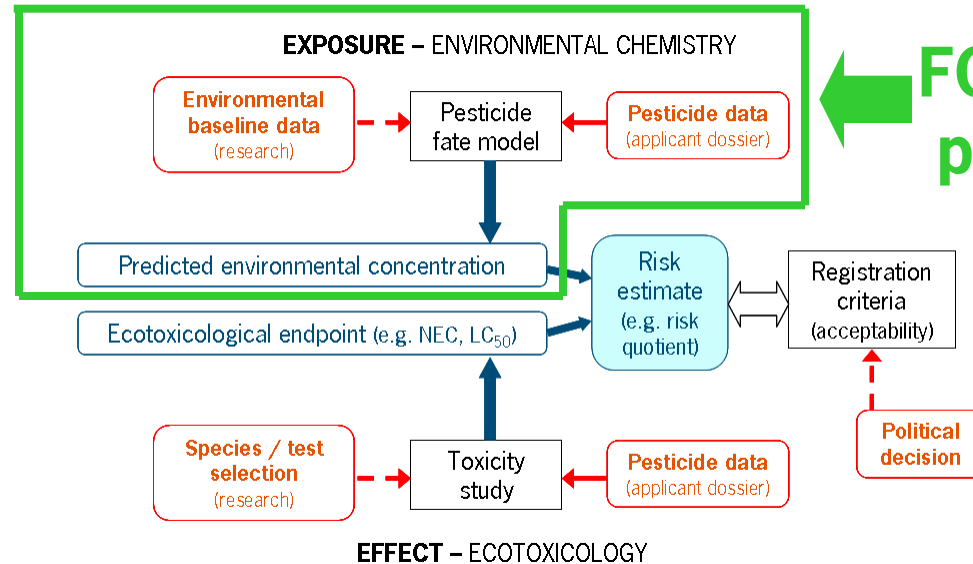 EXPOSURE – ENVIRONMENTAL CHEMISTRY
Environmental
baseline data
(research)
Pesticide
fate model
Pesticide data
(applicant dossier)
Predicted environmental concentration
Ecotoxicological endpoint (e.g. NEC, LC₅₀)
Risk
estimate
(e.g. risk
quotient)
Registration
criteria
(acceptability)
Political
decision
Species / test
selection
(research)
Toxicity
study
Pesticide data
(applicant dossier)
EFFECT – ECOTOXICOLOGY